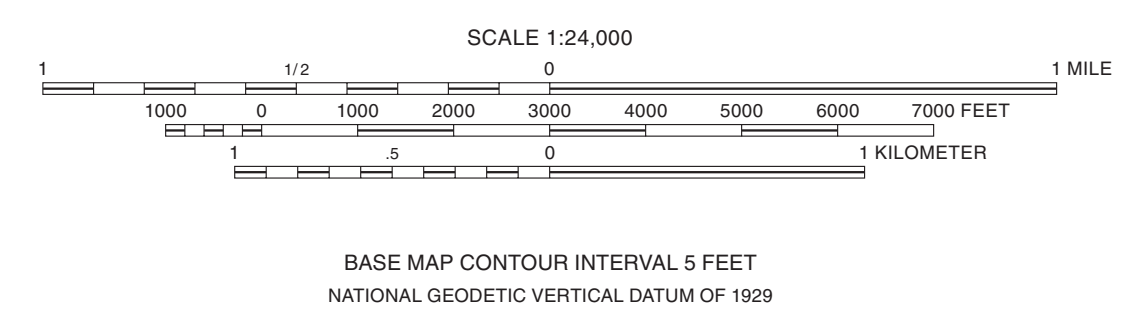 SCALE 1:24,000
1 1/2 0 1 MILE
1000 0 1000 2000 3000 4000 5000 6000 7000 FEET
1 .5 0 1 KILOMETER
BASE MAP CONTOUR INTERVAL 5 FEET
NATIONAL GEODETIC VERTICAL DATUM OF 1929